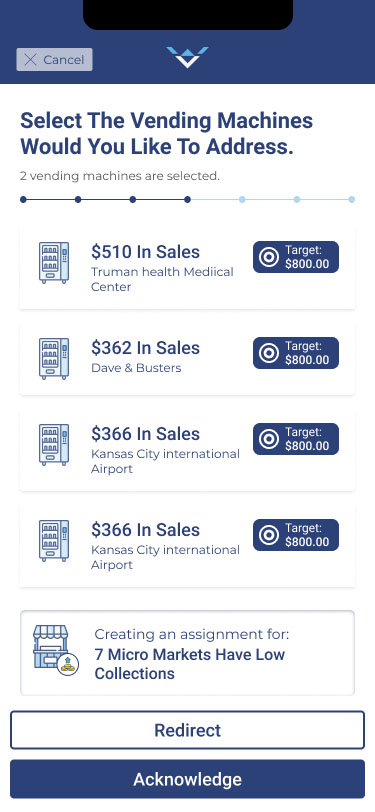 Cancel
Select The Vending Machines
Would You Like To Address.
2 vending machines are selected.
$510 In Sales
Truman health Mediical
Center
Target:
$800.00
$362 In Sales
Dave & Busters
Target:
$800.00
$366 In Sales
Kansas City international
Airport
Target:
$800.00
$366 In Sales
Kansas City international
Airport
Target:
$800.00
Creating an assignment for:
7 Micro Markets Have Low
Collections
Redirect
Acknowledge